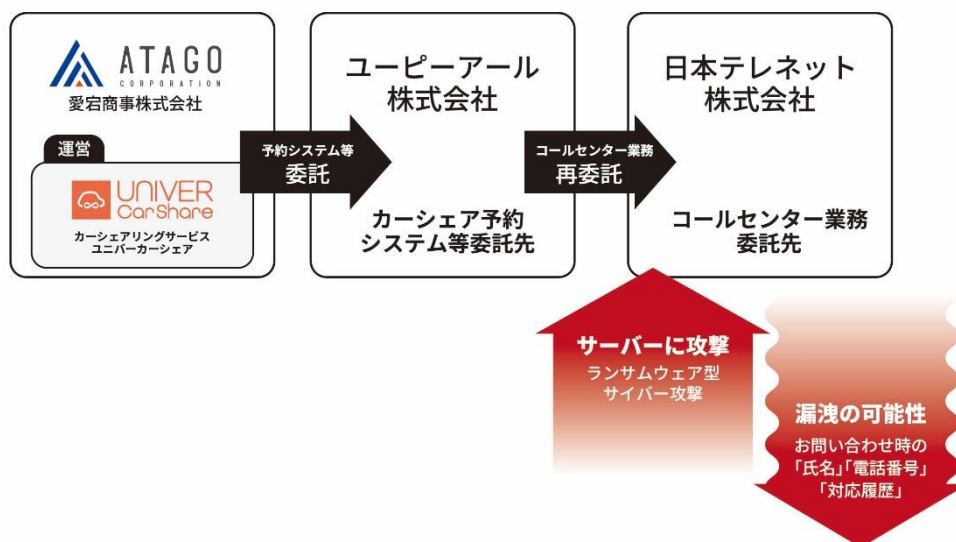 ATAGO
CORPORATION
愛宕商事株式会社
運営
UNIVER
CarShare
カーシェアリングサービス
ユニバーカーシェア
予約システム等
委託
ユーピーアール
株式会社
カーシェア予約
システム等委託先
コールセンター業務
再委託
日本テレネット
株式会社
コールセンター業務
委託先
サーバーに攻撃
ランサムウェア型
サイバー攻撃
漏洩の可能性
お問い合わせ時の
「氏名」「電話番号」
「対応履歴」